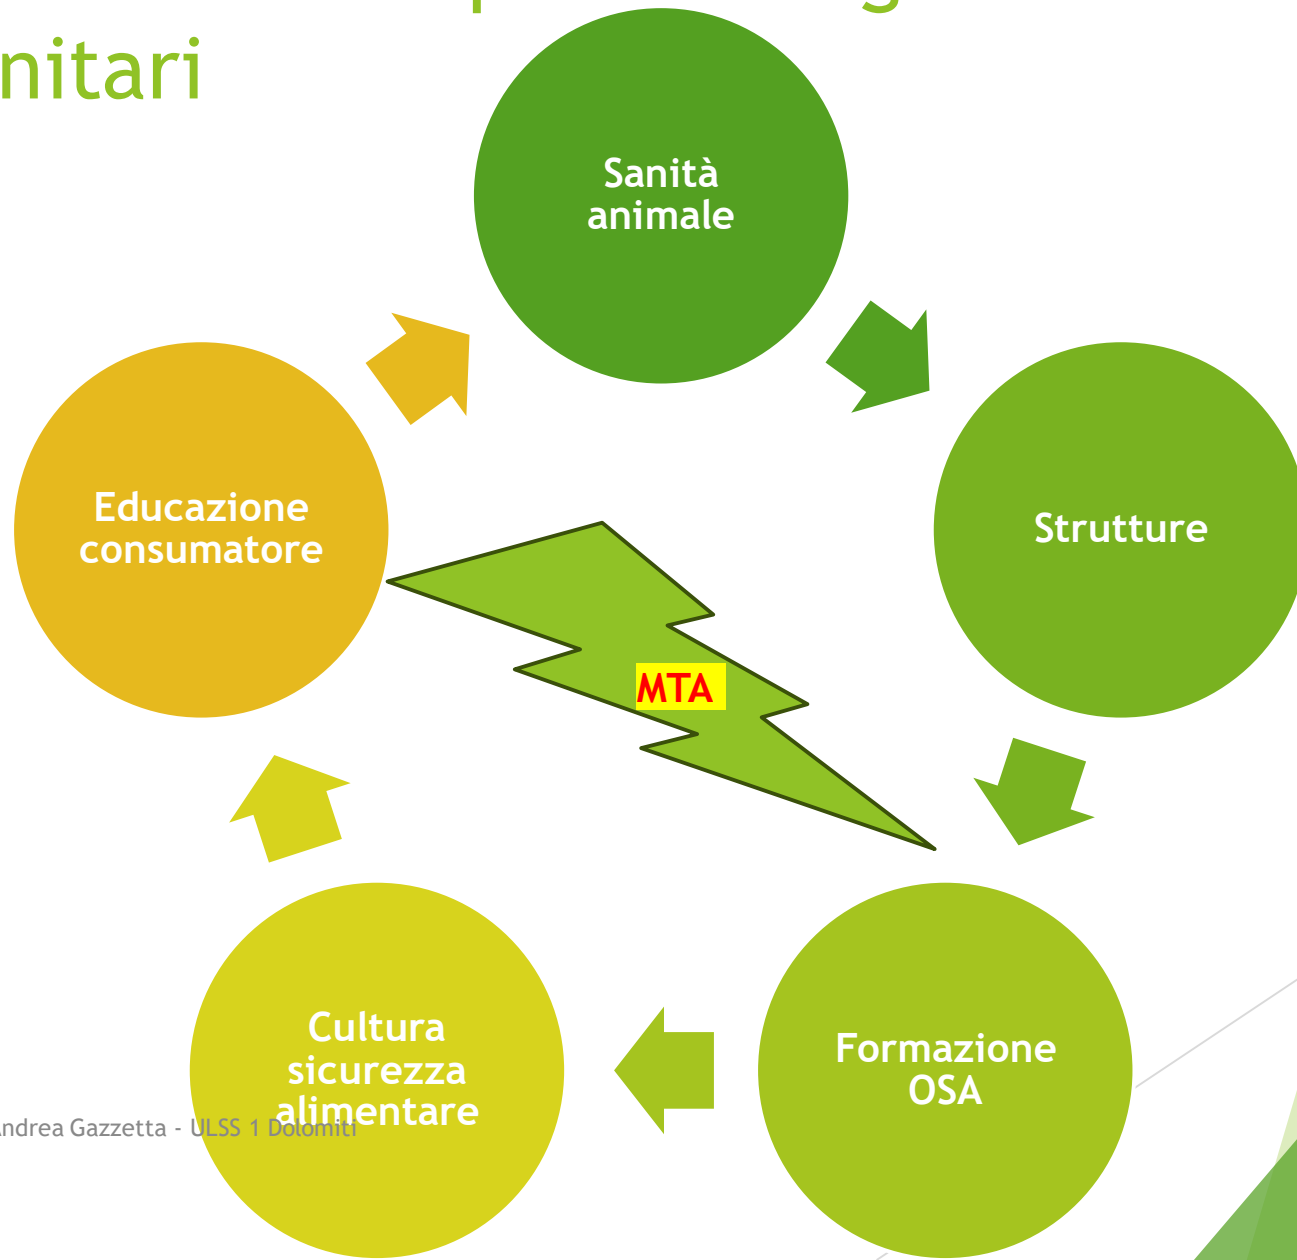 nitari
Sanità
animale
Educazione
consumatore
Strutture
MTA
Cultura
sicurezza
alimentare
Formazione
OSA
ndrea Gazzetta - ULSS 1 Dolomiti